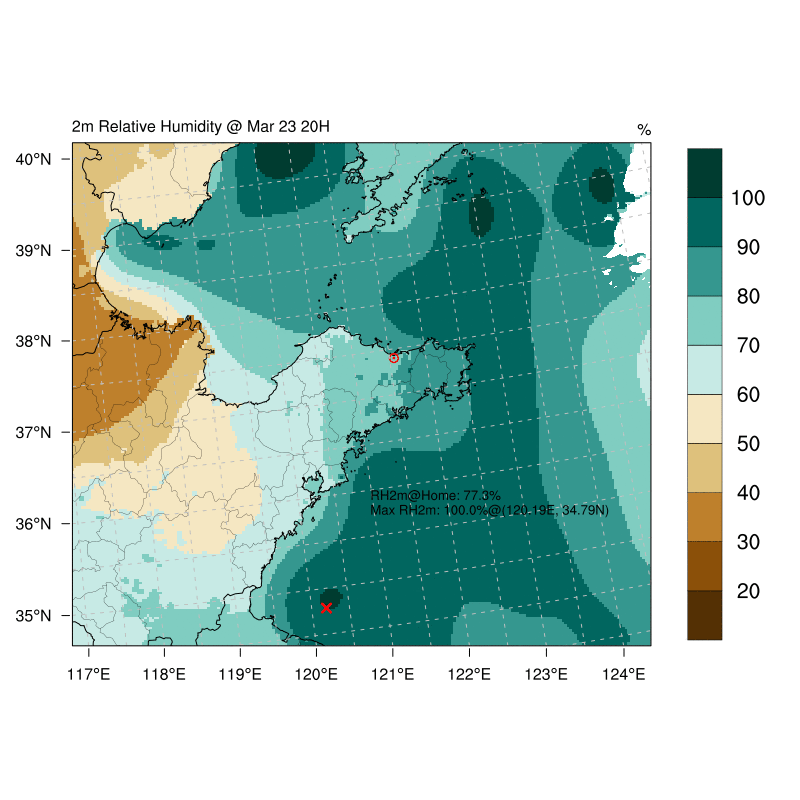 2m Relative Humidity @ Mar 23 20H
%
40°N
39°N
38°N
37°N
36°N
35°N
117°E
118°E
119°E
120°E
121°E
122°E
123°E
124°E
RH2m@Home: 77.3%
Max RH2m: 100.0%@(120.19E, 34.79N)
100
90
80
70
60
50
40
30
20